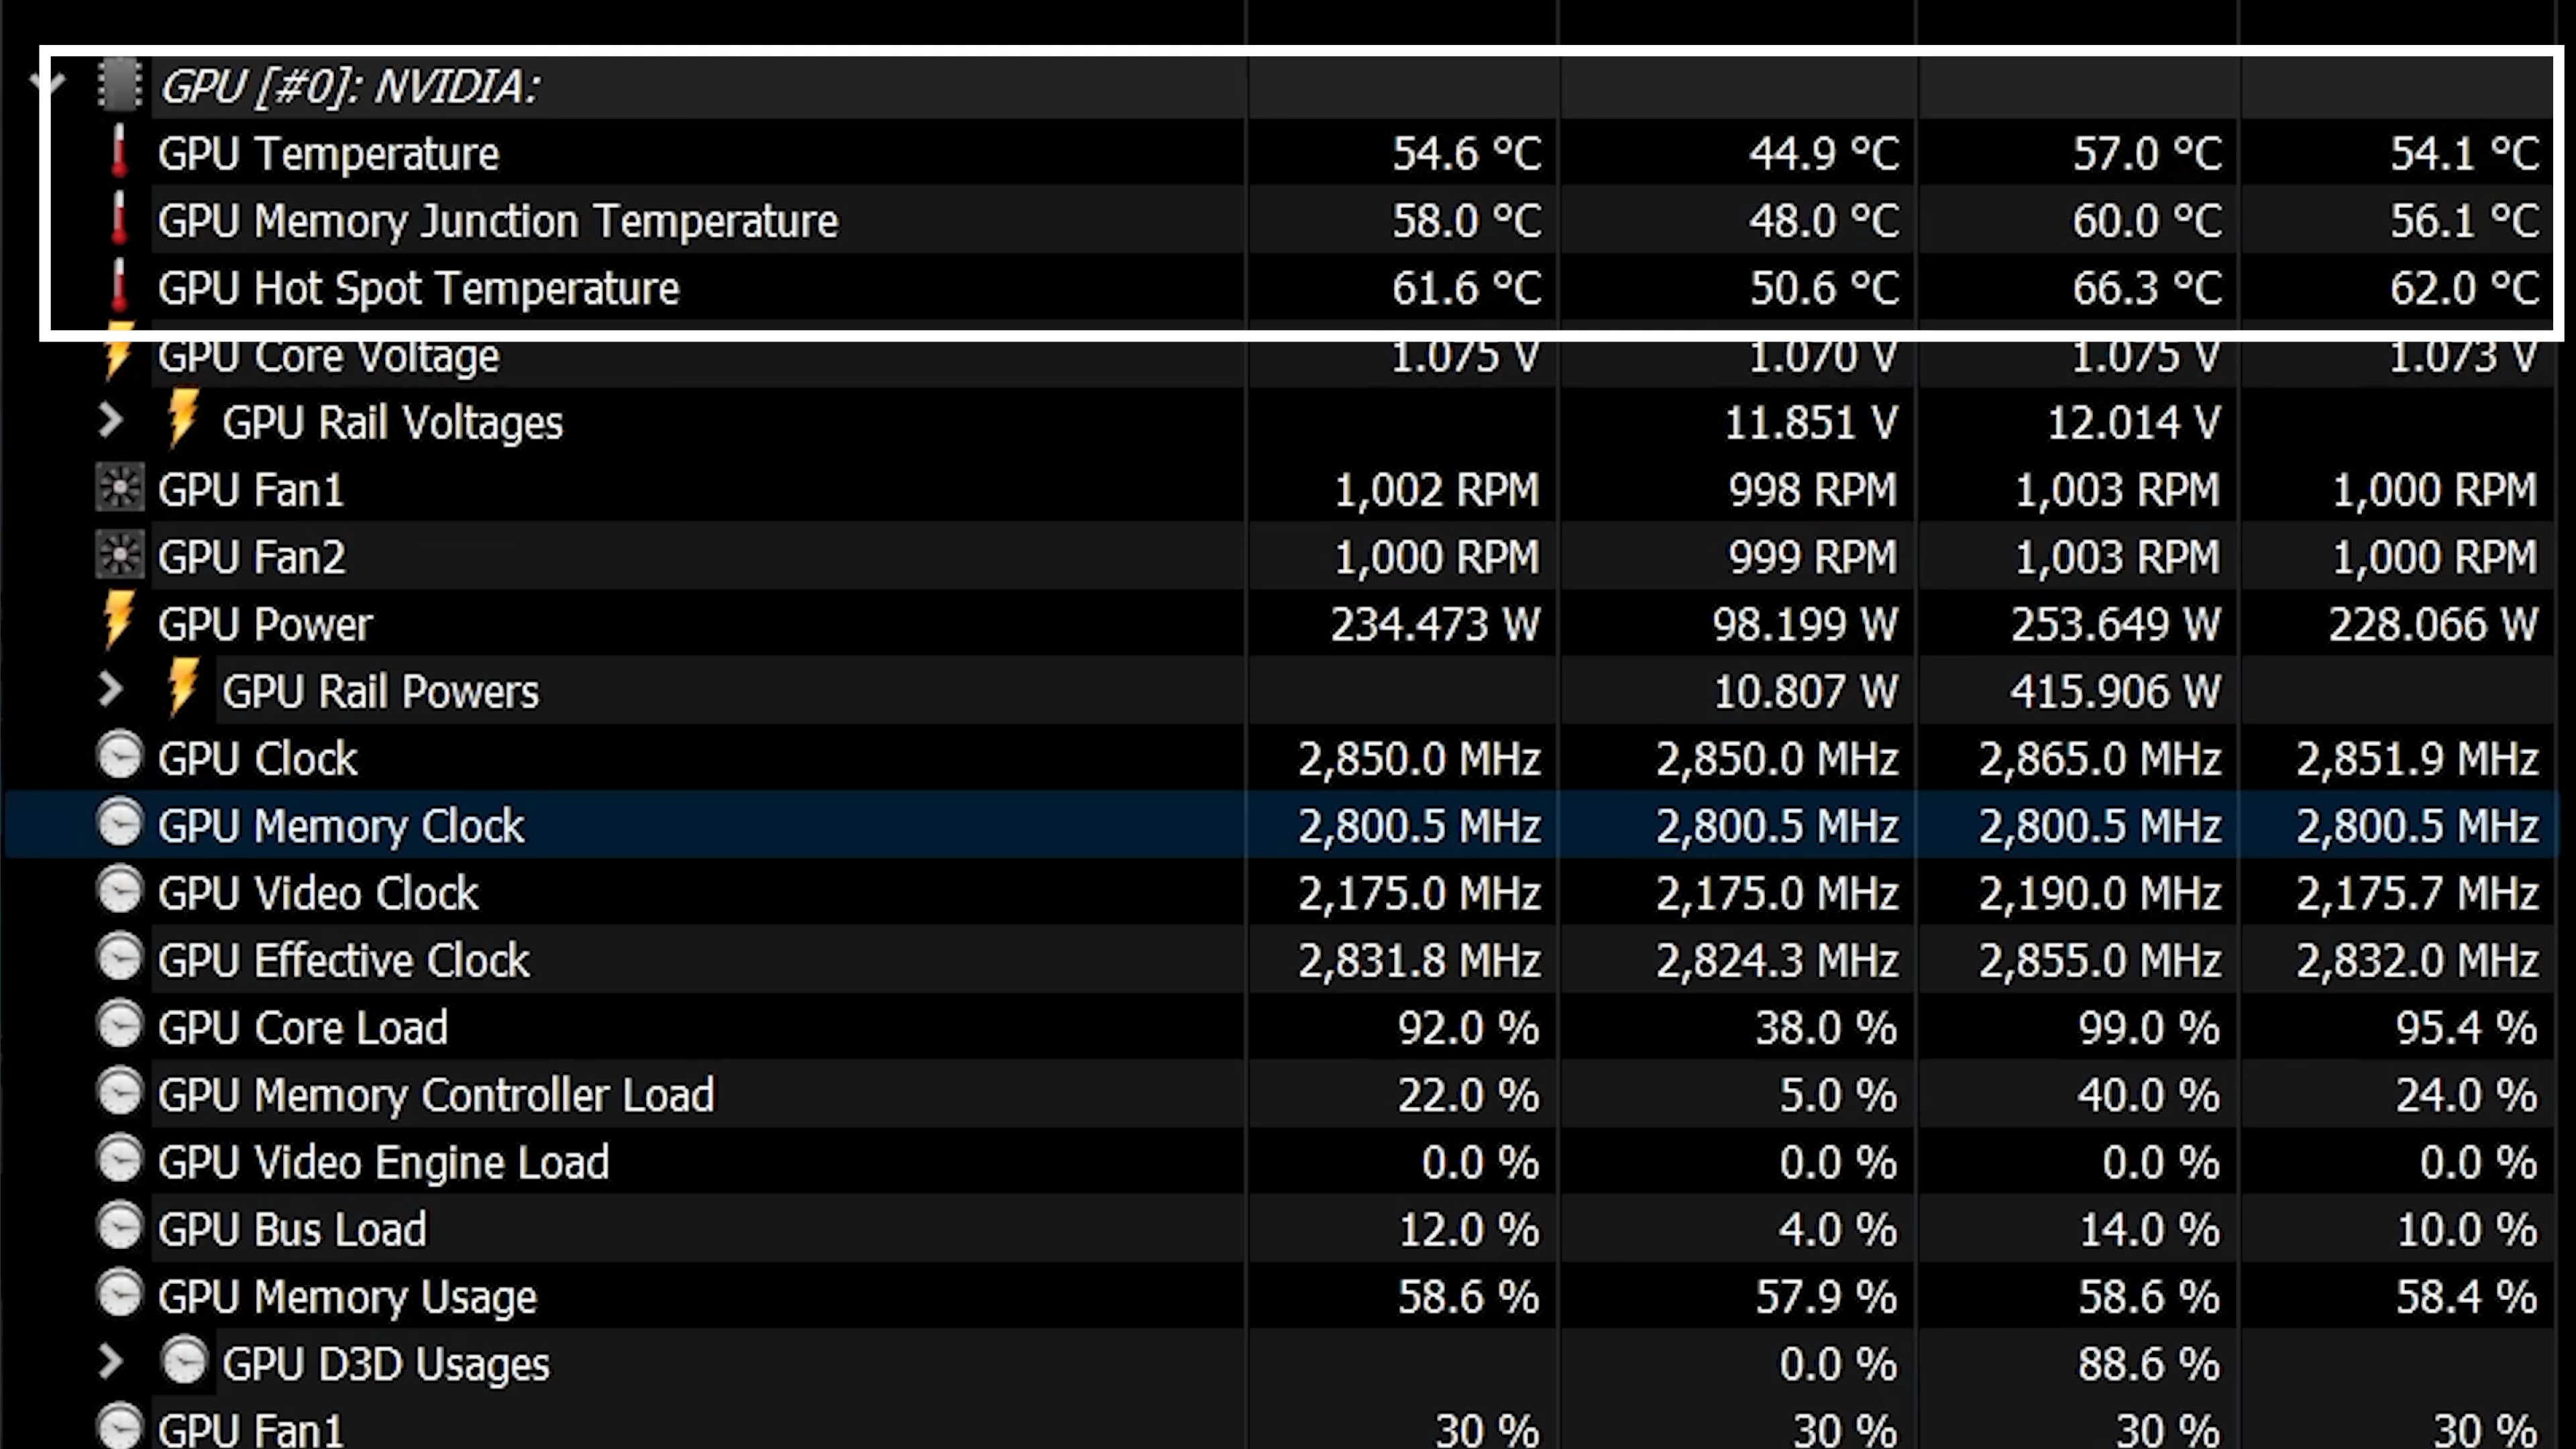 GPU [#0]: NVIDIA:
GPU Temperature 54.6 °C 44.9 °C 57.0 °C 54.1 °C
GPU Memory Junction Temperature 58.0 °C 48.0 °C 60.0 °C 56.1 °C
GPU Hot Spot Temperature 61.6 °C 50.6 °C 66.3 °C 62.0 °C
GPU Core Voltage 1.075 V 1.070 V 1.075 V 1.073 V
GPU Rail Voltages 11.851 V 12.014 V
GPU Fan1 1,002 RPM 998 RPM 1,003 RPM 1,000 RPM
GPU Fan2 1,000 RPM 999 RPM 1,003 RPM 1,000 RPM
GPU Power 234.473 W 98.199 W 253.649 W 228.066 W
GPU Rail Powers 10.807 W 415.906 W
GPU Clock 2,850.0 MHz 2,850.0 MHz 2,865.0 MHz 2,851.9 MHz
GPU Memory Clock 2,800.5 MHz 2,800.5 MHz 2,800.5 MHz 2,800.5 MHz
GPU Video Clock 2,175.0 MHz 2,175.0 MHz 2,190.0 MHz 2,175.7 MHz
GPU Effective Clock 2,831.8 MHz 2,824.3 MHz 2,855.0 MHz 2,832.0 MHz
GPU Core Load 92.0 % 38.0 % 99.0 % 95.4 %
GPU Memory Controller Load 22.0 % 5.0 % 40.0 % 24.0 %
GPU Video Engine Load 0.0 % 0.0 % 0.0 % 0.0 %
GPU Bus Load 12.0 % 4.0 % 14.0 % 10.0 %
GPU Memory Usage 58.6 % 57.9 % 58.6 % 58.4 %
GPU D3D Usages 0.0 % 88.6 %
GPU Fan1 30 % 30 % 30 % 30 %